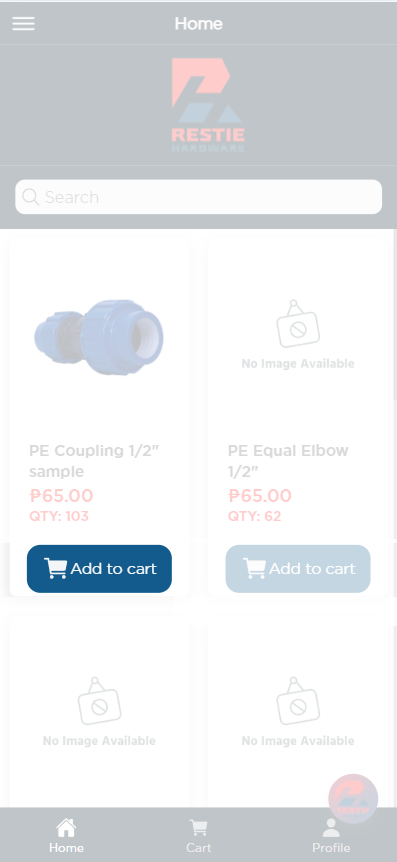 Home
RESTIE
HARDWARE
Search
No Image Available
PE Coupling 1/2"
sample
₱65.00
QTY: 103
Add to cart
PE Equal Elbow
1/2"
₱65.00
QTY: 62
Add to cart
No Image Available
No Image Available
Home
Cart
Profile